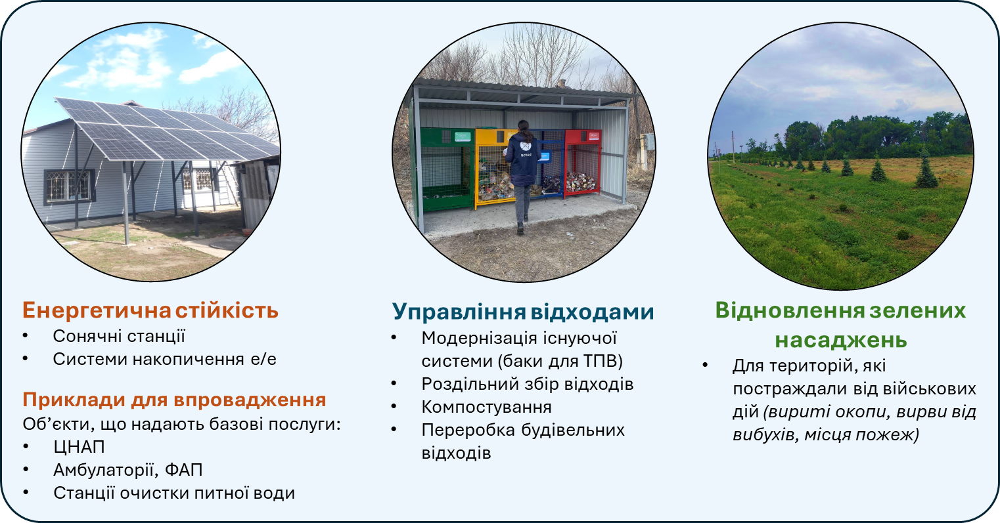 acted
Енергетична стійкість
• Сонячні станції
• Системи накопичення е/е
Приклади для впровадження
Об’єкти, що надають базові послуги:
• ЦНАП
• Амбулаторії, ФАП
• Станції очистки питної води
Управління відходами
• Модернізація існуючої
системи (баки для ТПВ)
• Роздільний збір відходів
• Компостування
• Переробка будівельних
відходів
Відновлення зелених
насаджень
• Для територій, які
постраждали від військових
дій (вириті окопи, вирви від
вибухів, місця пожеж)